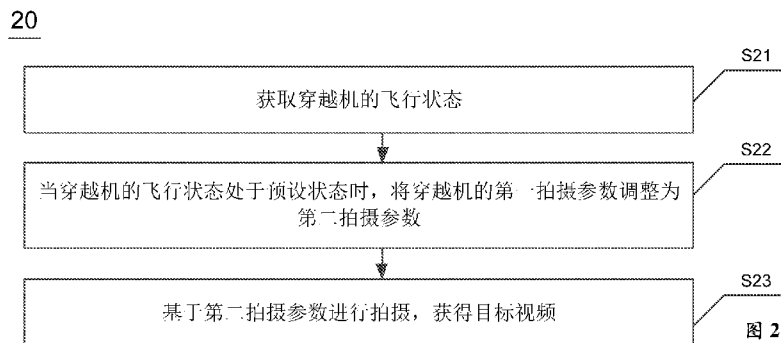 20
S21
获取穿越机的飞行状态
S22
当穿越机的飞行状态处于预设状态时，将穿越机的第一拍摄参数调整为
第二拍摄参数
S23
基于第二拍摄参数进行拍摄，获得目标视频
图 2